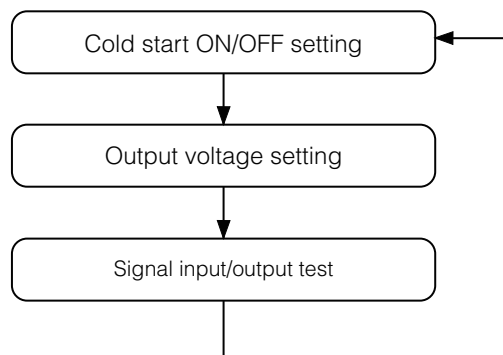 Cold start ON/OFF setting
Output voltage setting
Signal input/output test